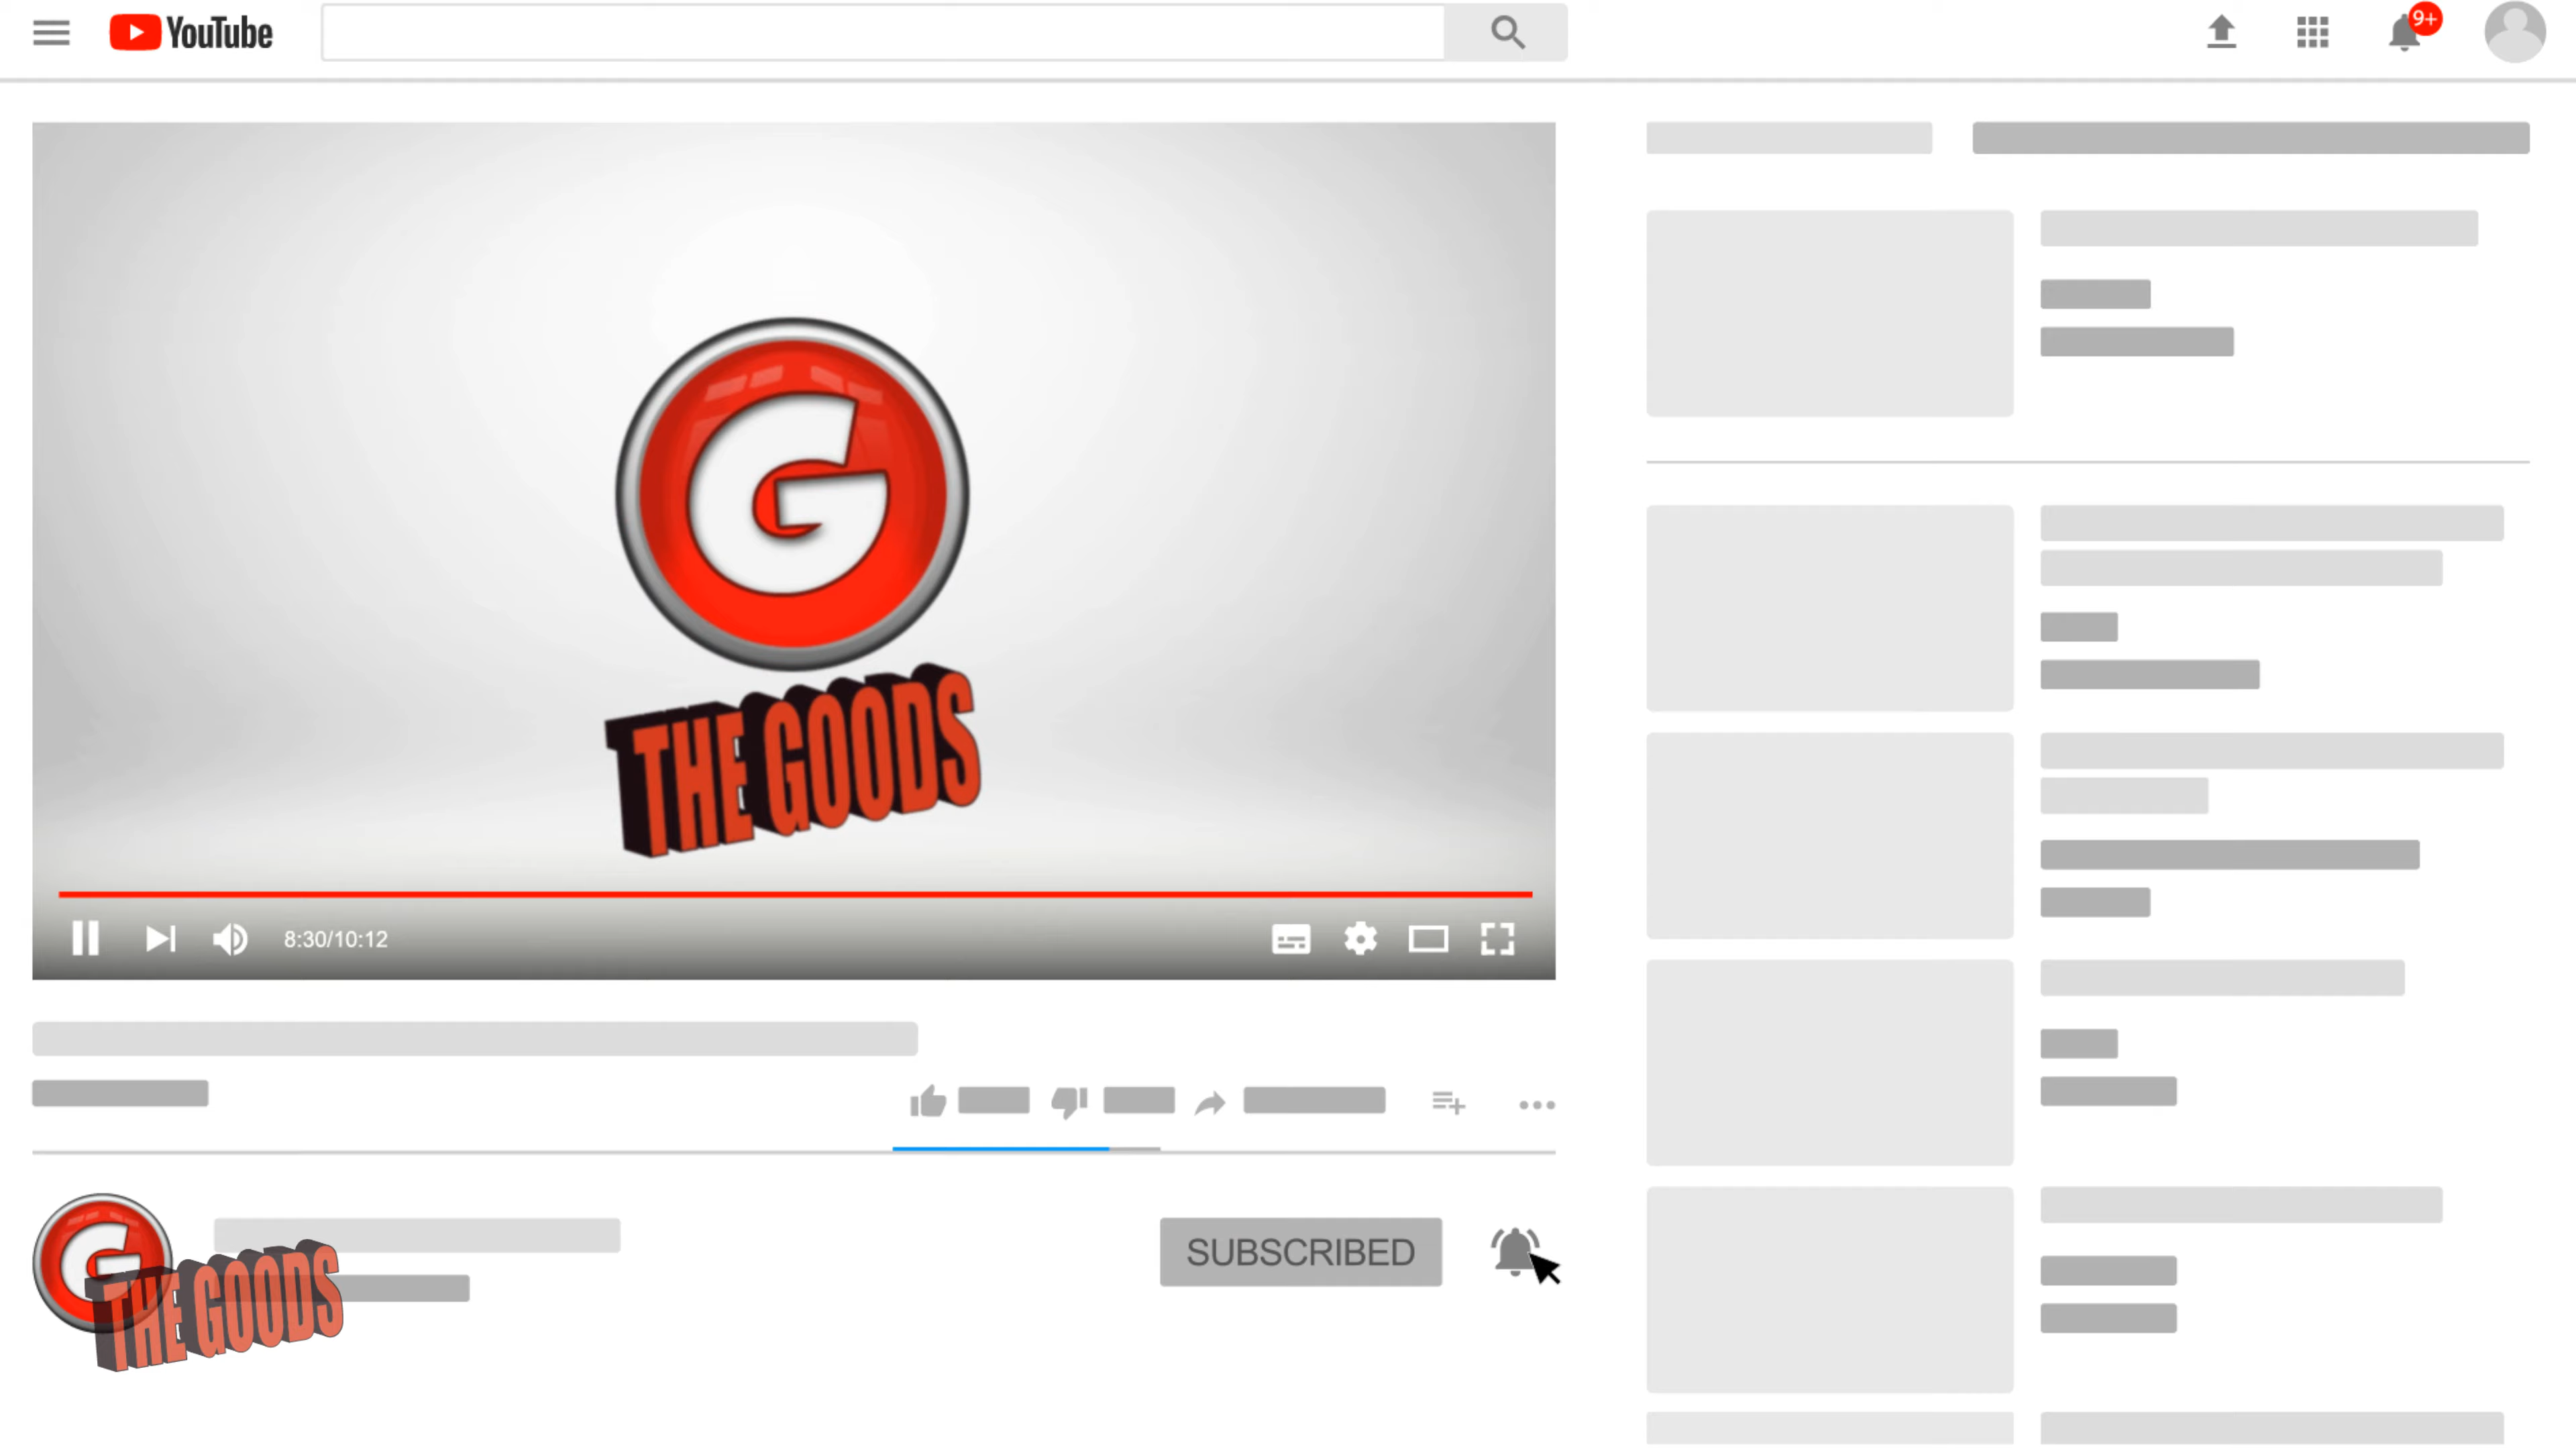 YouTube
9+
G
THE GOODS
8:30/10:12
SUBSCRIBED
G
THE GOODS